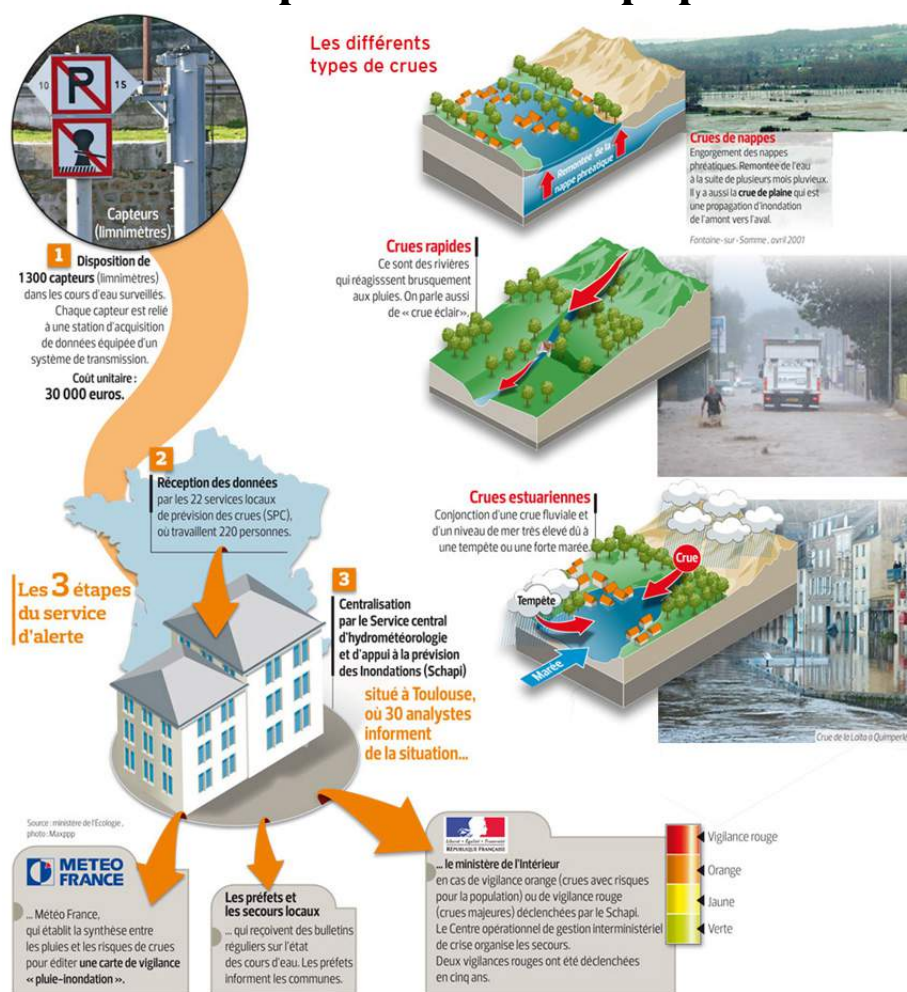 Les différents
types de crues
10
P
15
Capteurs
(limnimètres)
1 Disposition de
1300 capteurs (limnimètres)
dans les cours d'eau surveillés.
Chaque capteur est relié
à une station d'acquisition
de données équipée d'un
système de transmission.
Coût unitaire :
30 000 euros.
Remontée de la
nappe phréatique
Crues de nappes
Engorgement des nappes
phréatiques. Remontée de l'eau
à la suite de plusieurs mois pluvieux.
Il y a aussi la crue de plaine qui est
une propagation d'inondation
de l'amont vers l'aval.
Fontaine-sur-Somme, avril 2001
Crues rapides
Ce sont des rivières
qui réagisssent brusquement
aux pluies. On parle aussi
de « crue éclair».
2
Réception des données
par les 22 services locaux
de prévision des crues (SPC),
où travaillent 220 personnes.
Les 3 étapes
du service
d'alerte
3
Centralisation
par le Service central
d'hydrométéorologie
et d'appui à la prévision
des Inondations (Schapi)
situé à Toulouse,
où 30 analystes
informent
de la situation...
Crues estuariennes
Conjonction d'une crue fluviale et
d'un niveau de mer très élevé dû à
une tempête ou une forte marée.
Crue
Tempête
Marée
Crue de la Laïta à Quimperlé
Source : ministère de l'Ecologie,
photo : Maxppp
METEO
FRANCE
... Météo France,
qui établit la synthèse entre
les pluies et les risques de crues
pour éditer une carte de vigilance
« pluie-inondation ».
Les préfets et
les secours locaux
... qui reçoivent des bulletins
réguliers sur l'état
des cours d'eau. Les préfets
informent les communes.
Liberté • Égalité • Fraternité
RÉPUBLIQUE FRANÇAISE
... le ministère de l'Intérieur
en cas de vigilance orange (crues avec risques
pour la population) ou de vigilance rouge
(crues majeures) déclenchées par le Schapi.
Le Centre opérationnel de gestion interministériel
de crise organise les secours.
Deux vigilances rouges ont été déclenchées
en cinq ans.
Vigilance rouge
Orange
Jaune
Verte